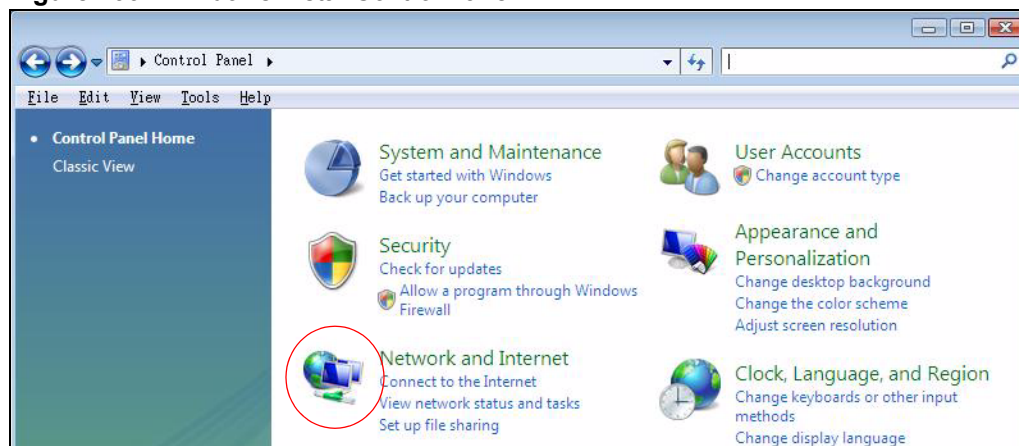 Control Panel
File Edit View Tools Help
Control Panel Home
Classic View
System and Maintenance
Get started with Windows
Back up your computer
Security
Check for updates
Allow a program through Windows
Firewall
Network and Internet
Connect to the Internet
View network status and tasks
Set up file sharing
User Accounts
Change account type
Appearance and
Personalization
Change desktop background
Change the color scheme
Adjust screen resolution
Clock, Language, and Region
Change keyboards or other input
methods
Change display language